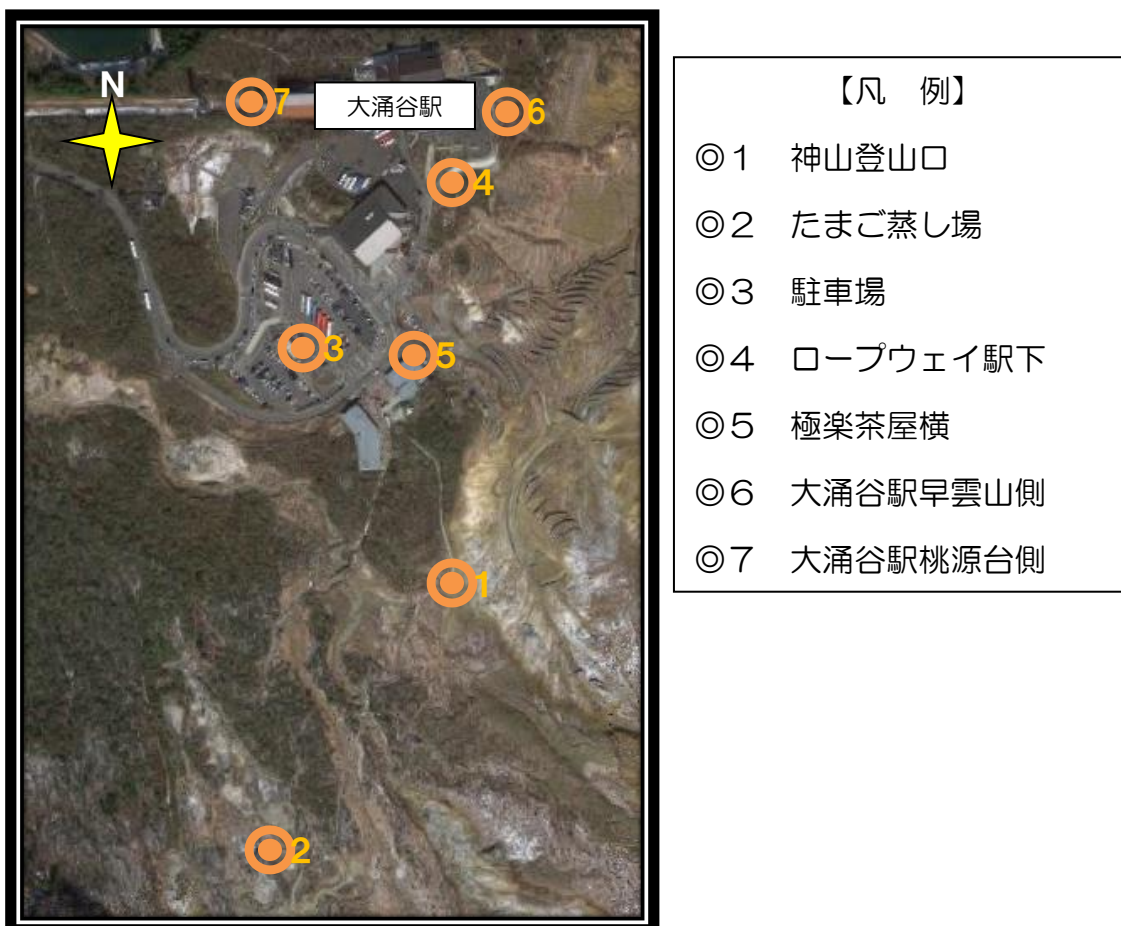 N
7
大涌谷駅
6
4
3
5
1
2
【凡　例】
◎１　神山登山口
◎２　たまご蒸し場
◎３　駐車場
◎４　ロープウェイ駅下
◎５　極楽茶屋横
◎６　大涌谷駅早雲山側
◎７　大涌谷駅桃源台側